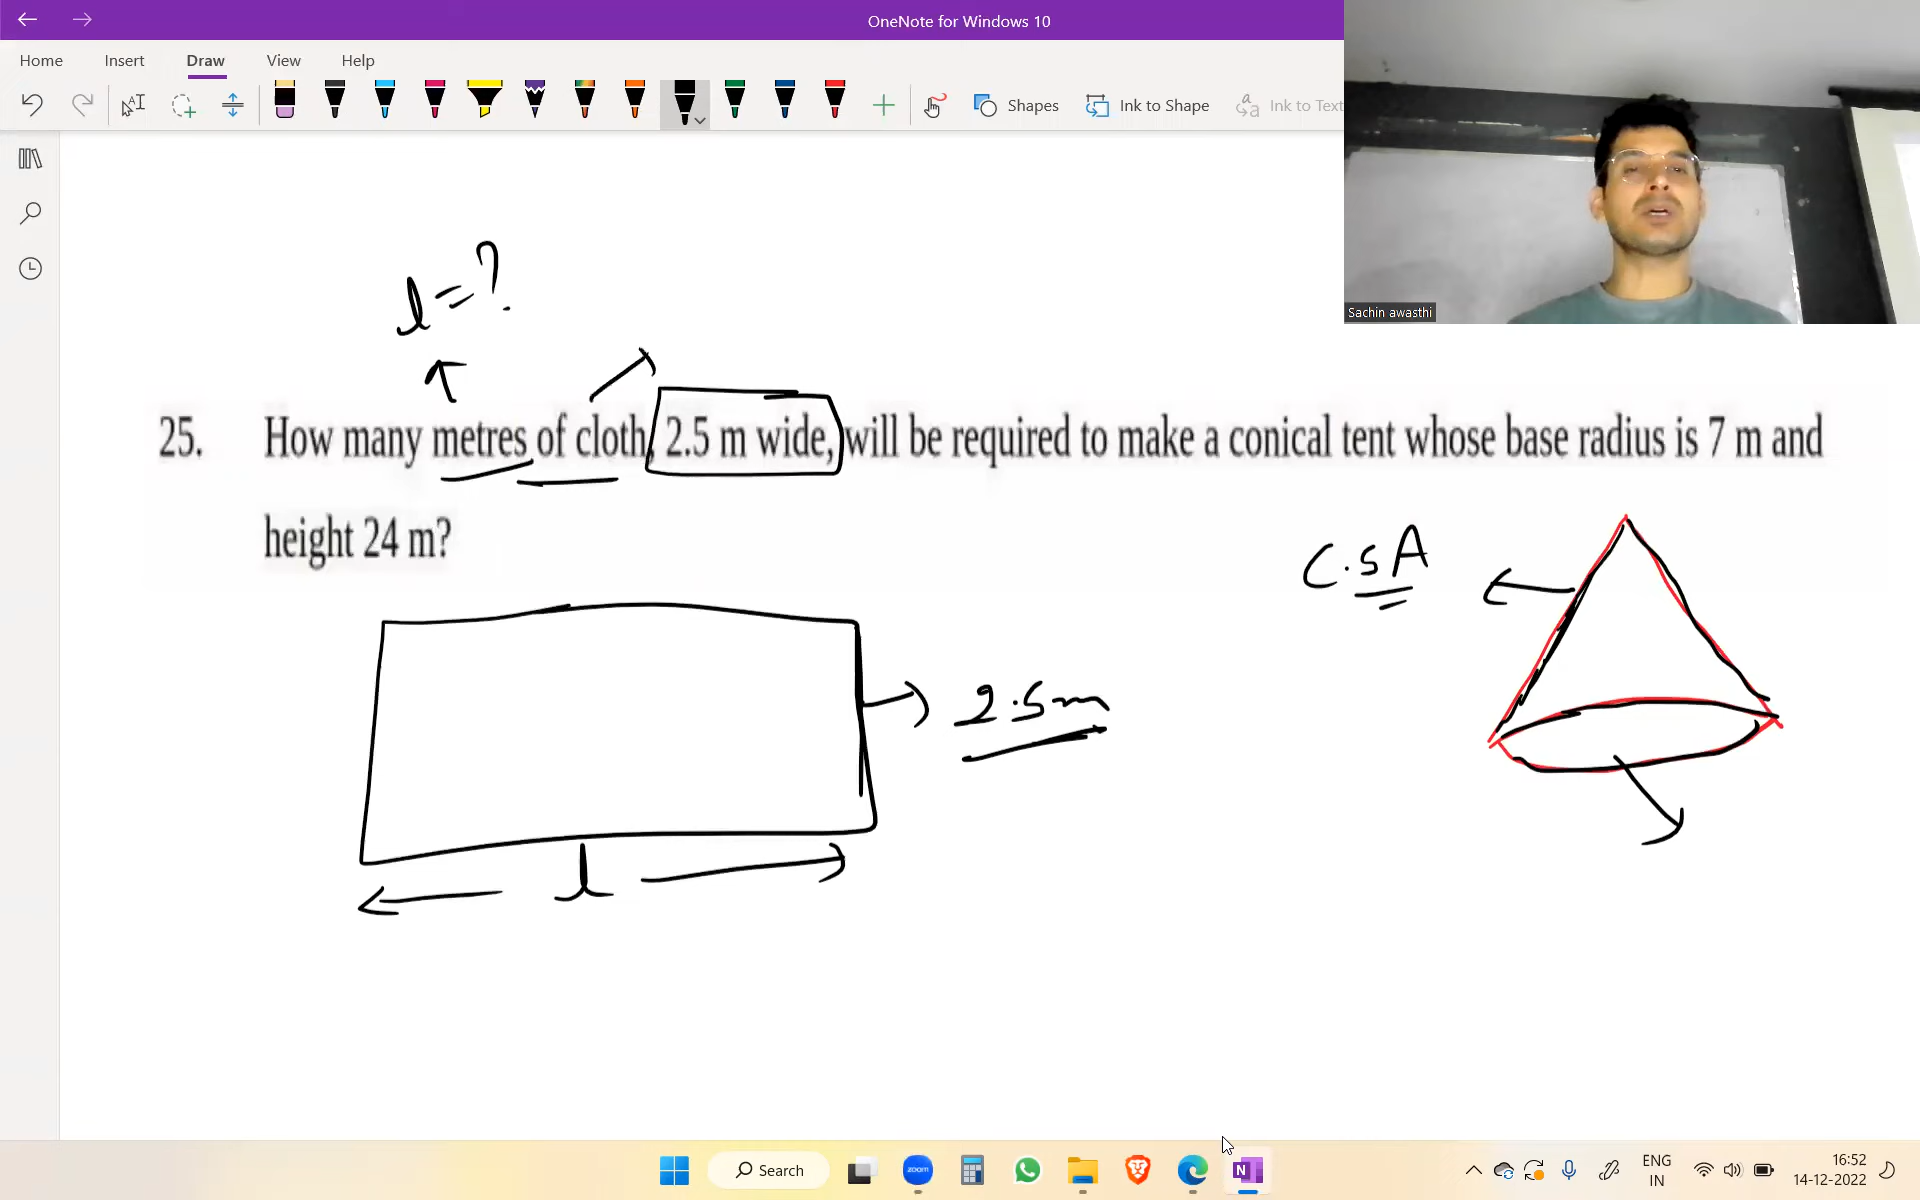 OneNote for Windows 10
Home Insert Draw View Help
Shapes Ink to Shape Ink to Text
Sachin awasthi
l = ?
25. How many metres of cloth, 2.5 m wide, will be required to make a conical tent whose base radius is 7 m and
height 24 m?
C.SA
2.5m
l
Search
zoom
N
ENG
IN
16:52
14-12-2022